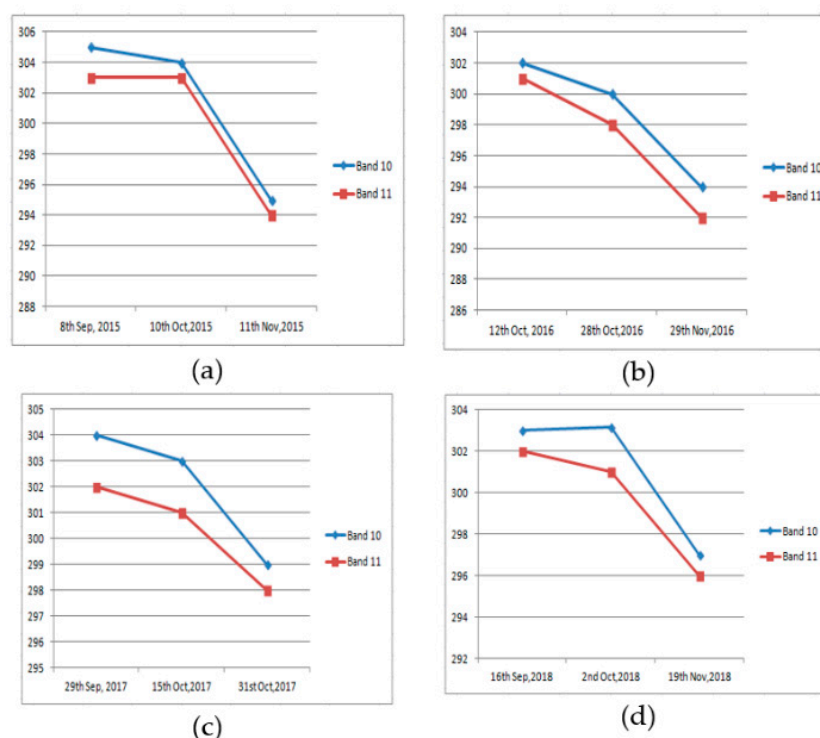 306
304
302
300
298
296
294
292
290
288
8th Sep, 2015 10th Oct,2015 11th Nov,2015
Band 10
Band 11
(a)
304
302
300
298
296
294
292
290
288
286
12th Oct, 2016 28th Oct,2016 29th Nov,2016
Band 10
Band 11
(b)
305
304
303
302
301
300
299
298
297
296
295
29th Sep, 2017 15th Oct,2017 31st Oct,2017
Band 10
Band 11
(c)
304
302
300
298
296
294
292
16th Sep,2018 2nd Oct,2018 19th Nov,2018
Band 10
Band 11
(d)